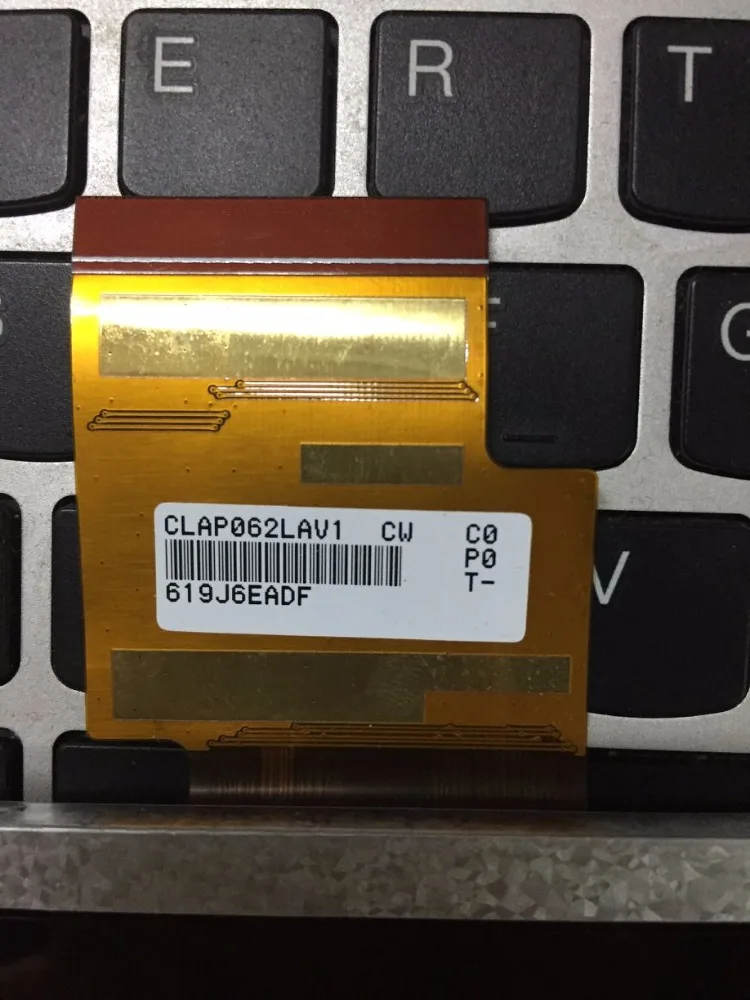 E R T
F G
CLAP062LAV1 CW C0
P0
T-
619J6EADF
V